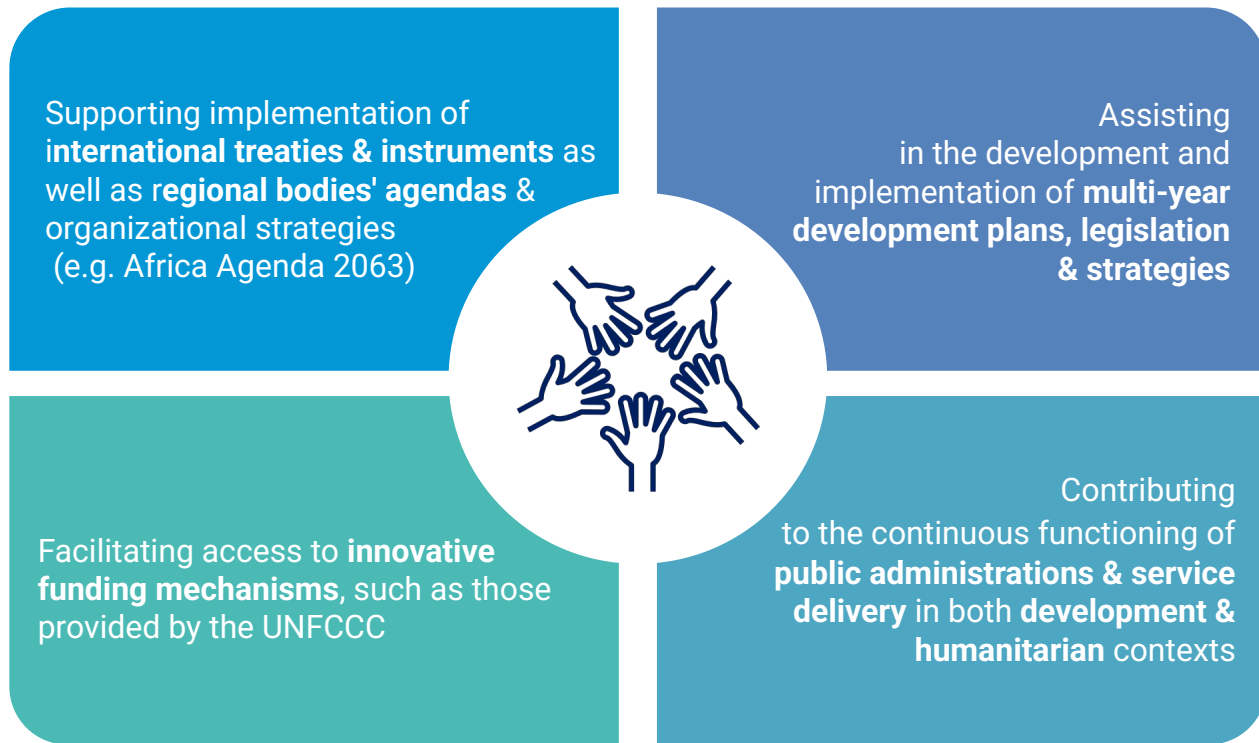 Supporting implementation of
international treaties & instruments as
well as regional bodies' agendas &
organizational strategies
(e.g. Africa Agenda 2063)
Assisting
in the development and
implementation of multi-year
development plans, legislation
& strategies
Facilitating access to innovative
funding mechanisms, such as those
provided by the UNFCCC
Contributing
to the continuous functioning of
public administrations & service
delivery in both development &
humanitarian contexts